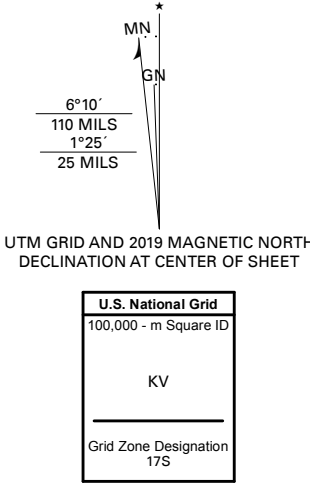 ★
MN
GN
6°10´
110 MILS
1°25´
25 MILS
UTM GRID AND 2019 MAGNETIC NORTH
DECLINATION AT CENTER OF SHEET
U.S. National Grid
100,000 - m Square ID
KV
Grid Zone Designation
17S